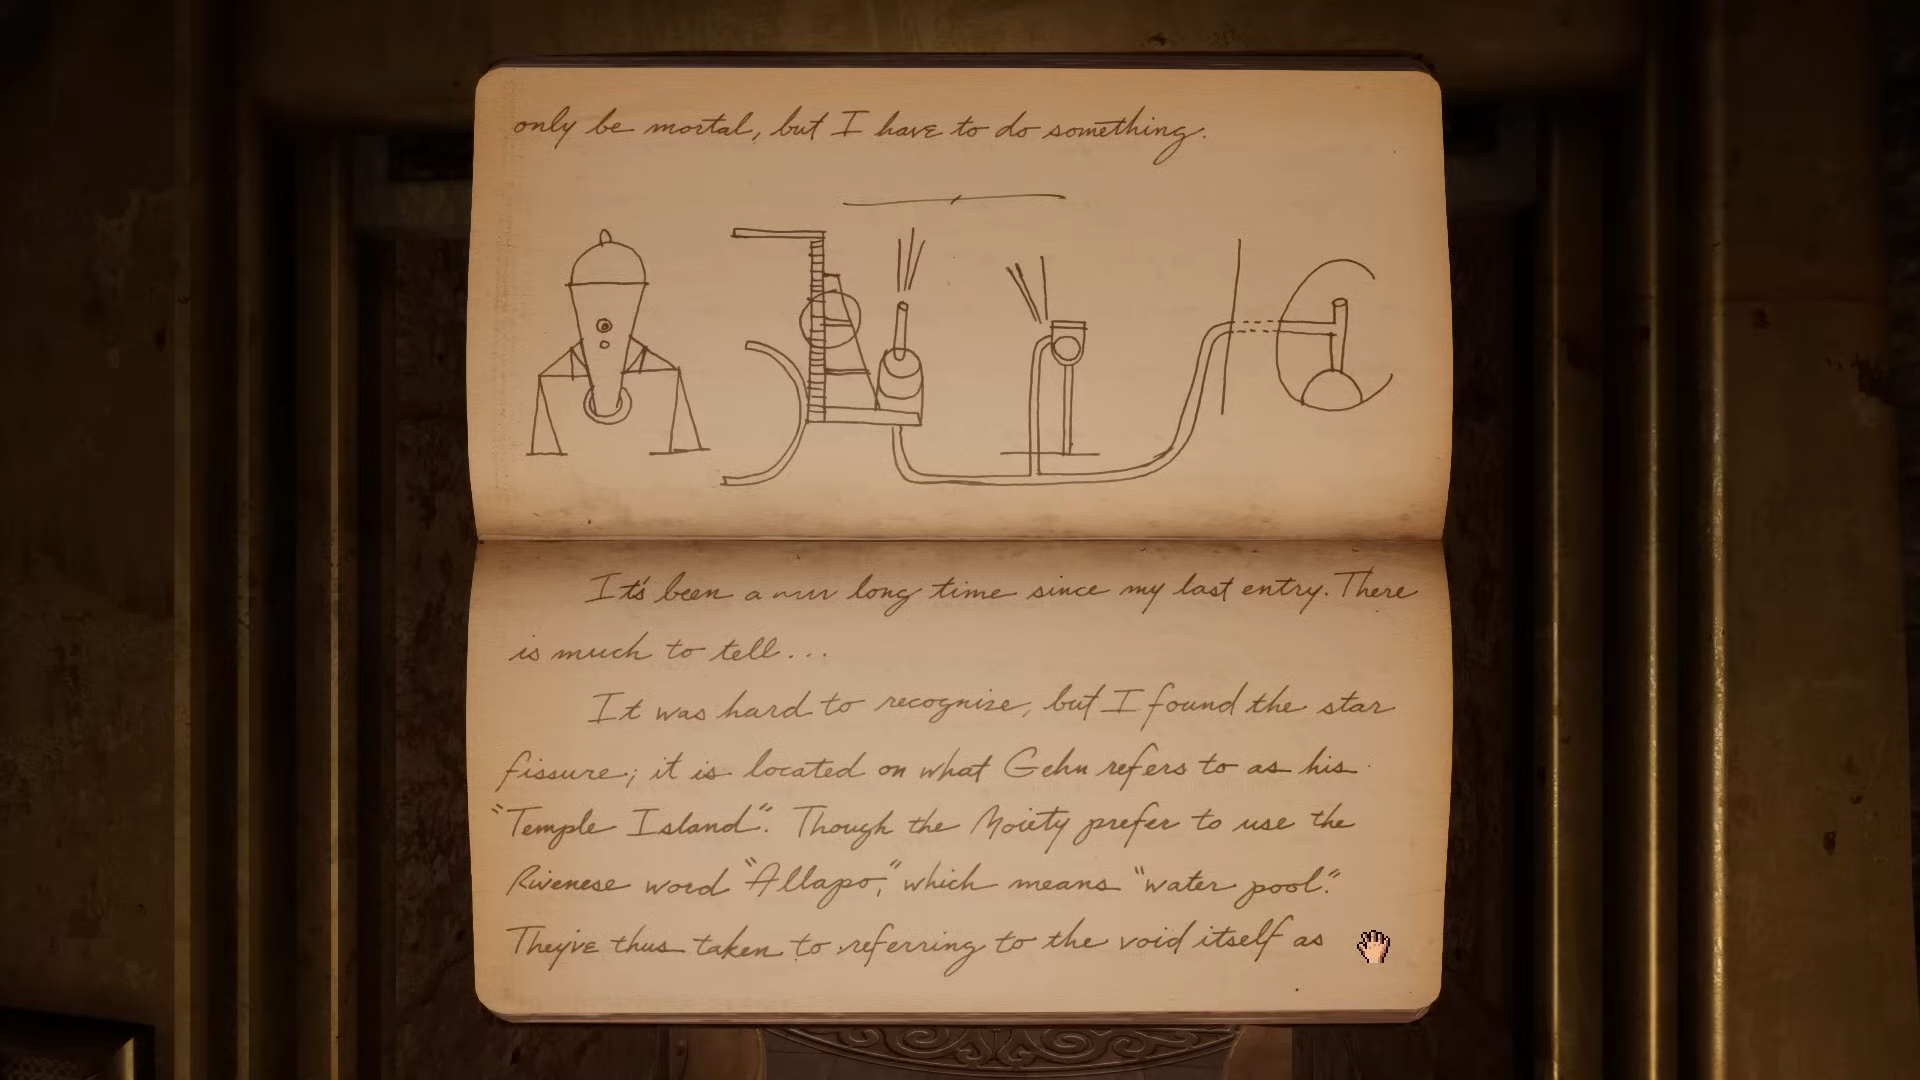 only be mortal, but I have to do something.
It's been a long time since my last entry. There
is much to tell...
It was hard to recognize, but I found the star
fissure; it is located on what Gehn refers to as his
"Temple Island". Though the Moiety prefer to use the
Rivenese word "Allapo," which means "water pool".
They've thus taken to referring to the void itself as